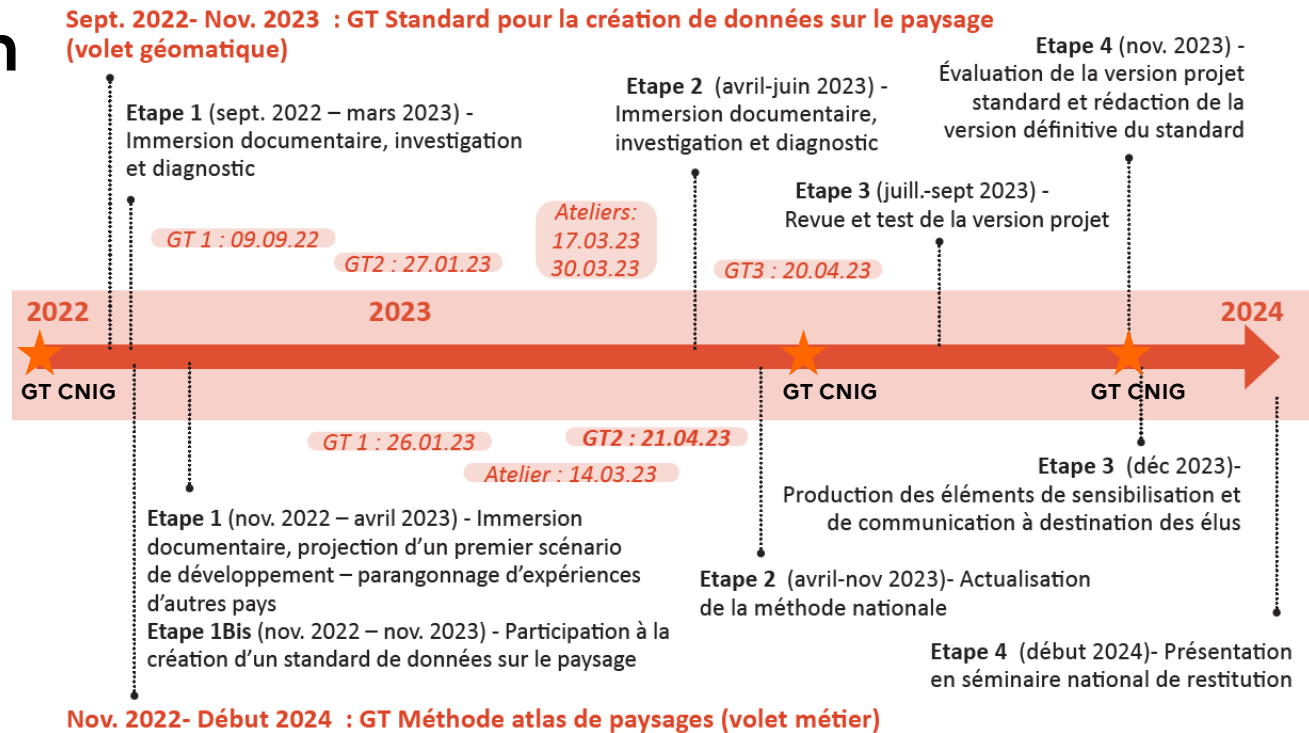 n
Sept. 2022- Nov. 2023 : GT Standard pour la création de données sur le paysage
(volet géomatique)
Etape 1 (sept. 2022 – mars 2023) -
Immersion documentaire, investigation
et diagnostic
Etape 2 (avril-juin 2023) -
Immersion documentaire,
investigation et diagnostic
Etape 4 (nov. 2023) -
Évaluation de la version projet
standard et rédaction de la
version définitive du standard
Etape 3 (juill.-sept 2023) -
Revue et test de la version projet
GT 1 : 09.09.22
GT2 : 27.01.23
Ateliers:
17.03.23
30.03.23
GT3 : 20.04.23
2022
2023
2024
GT CNIG
GT CNIG
GT CNIG
GT 1 : 26.01.23
GT2 : 21.04.23
Atelier : 14.03.23
Etape 1 (nov. 2022 – avril 2023) - Immersion
documentaire, projection d’un premier scénario
de développement – parangonnage d’expériences
d’autres pays
Etape 1Bis (nov. 2022 – nov. 2023) - Participation à la
création d’un standard de données sur le paysage
Etape 2 (avril-nov 2023)- Actualisation
de la méthode nationale
Etape 3 (déc 2023)-
Production des éléments de sensibilisation et
de communication à destination des élus
Etape 4 (début 2024)- Présentation
en séminaire national de restitution
Nov. 2022- Début 2024 : GT Méthode atlas de paysages (volet métier)